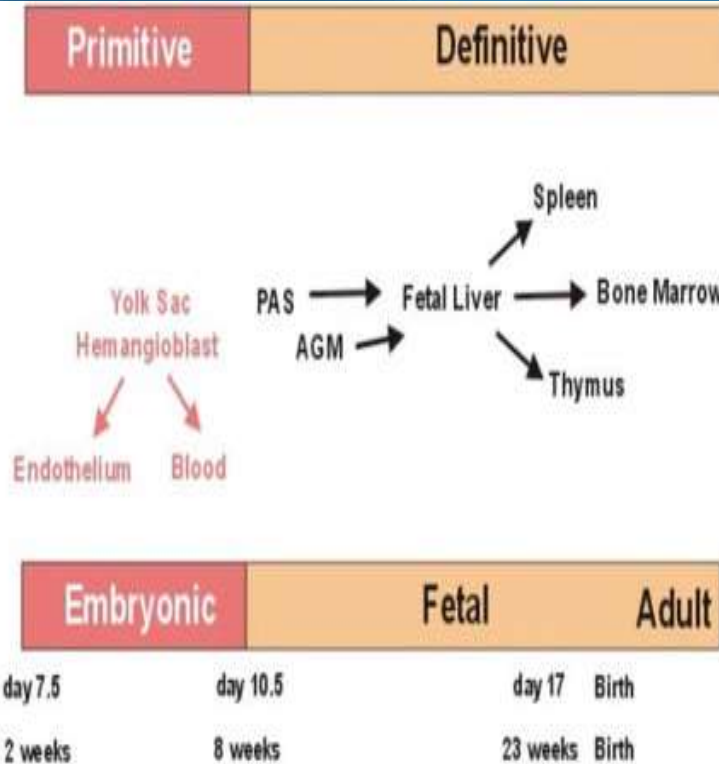 Primitive Definitive
Spleen
Yolk Sac
Hemangioblast
PAS Fetal Liver Bone Marrow
AGM
Thymus
Endothelium Blood
Embryonic Fetal Adult
day 7.5 day 10.5 day 17 Birth
2 weeks 8 weeks 23 weeks Birth